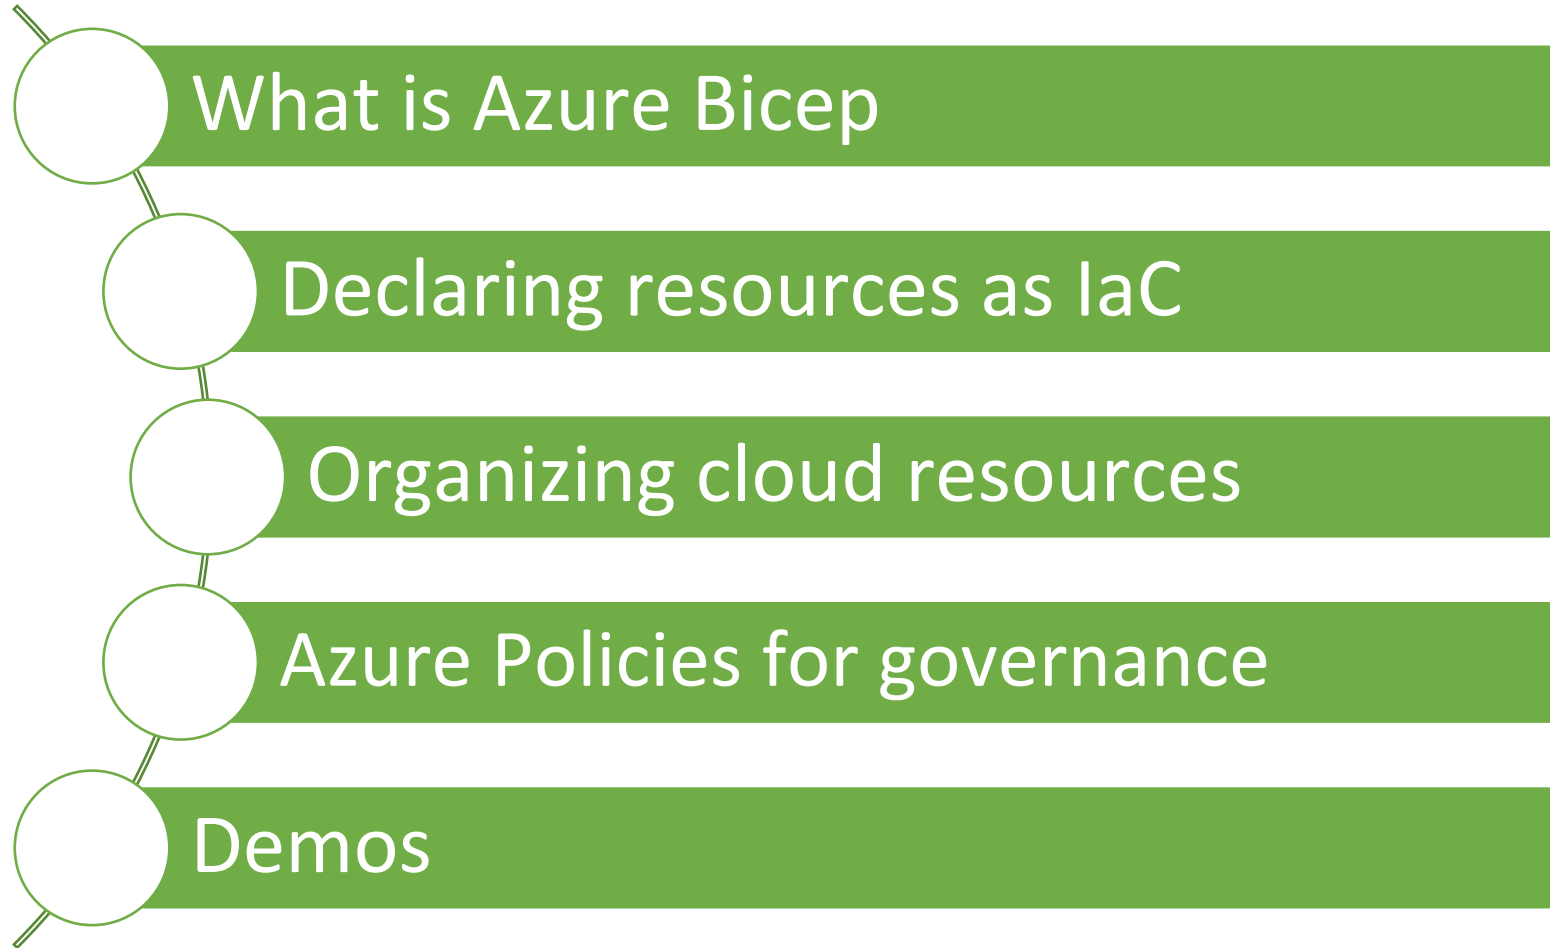 What is Azure Bicep
Declaring resources as IaC
Organizing cloud resources
Azure Policies for governance
Demos